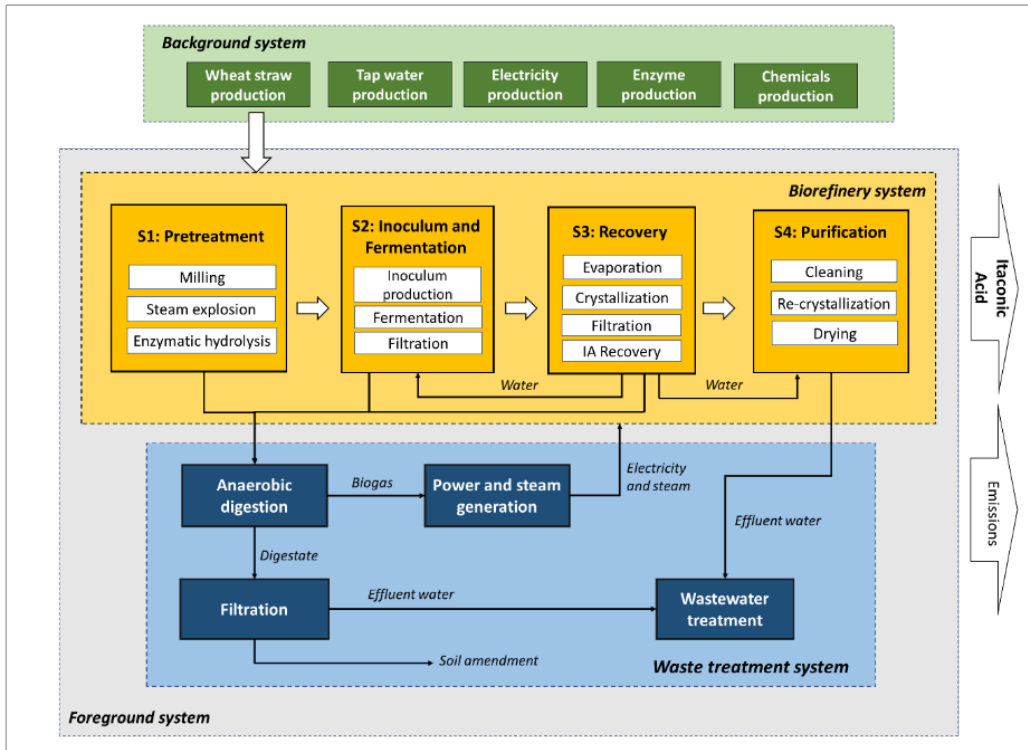 Background system
Wheat straw
production
Tap water
production
Electricity
production
Enzyme
production
Chemicals
production
Biorefinery system
S1: Pretreatment
Milling
Steam explosion
Enzymatic hydrolysis
S2: Inoculum and
Fermentation
Inoculum
production
Fermentation
Filtration
S3: Recovery
Evaporation
Crystallization
Filtration
IA Recovery
S4: Purification
Cleaning
Re-crystallization
Drying
Water
Water
Itaconic
Acid
Anaerobic
digestion
Biogas
Power and steam
generation
Electricity
and steam
Effluent water
Emissions
Digestate
Filtration
Effluent water
Wastewater
treatment
Soil amendment
Waste treatment system
Foreground system